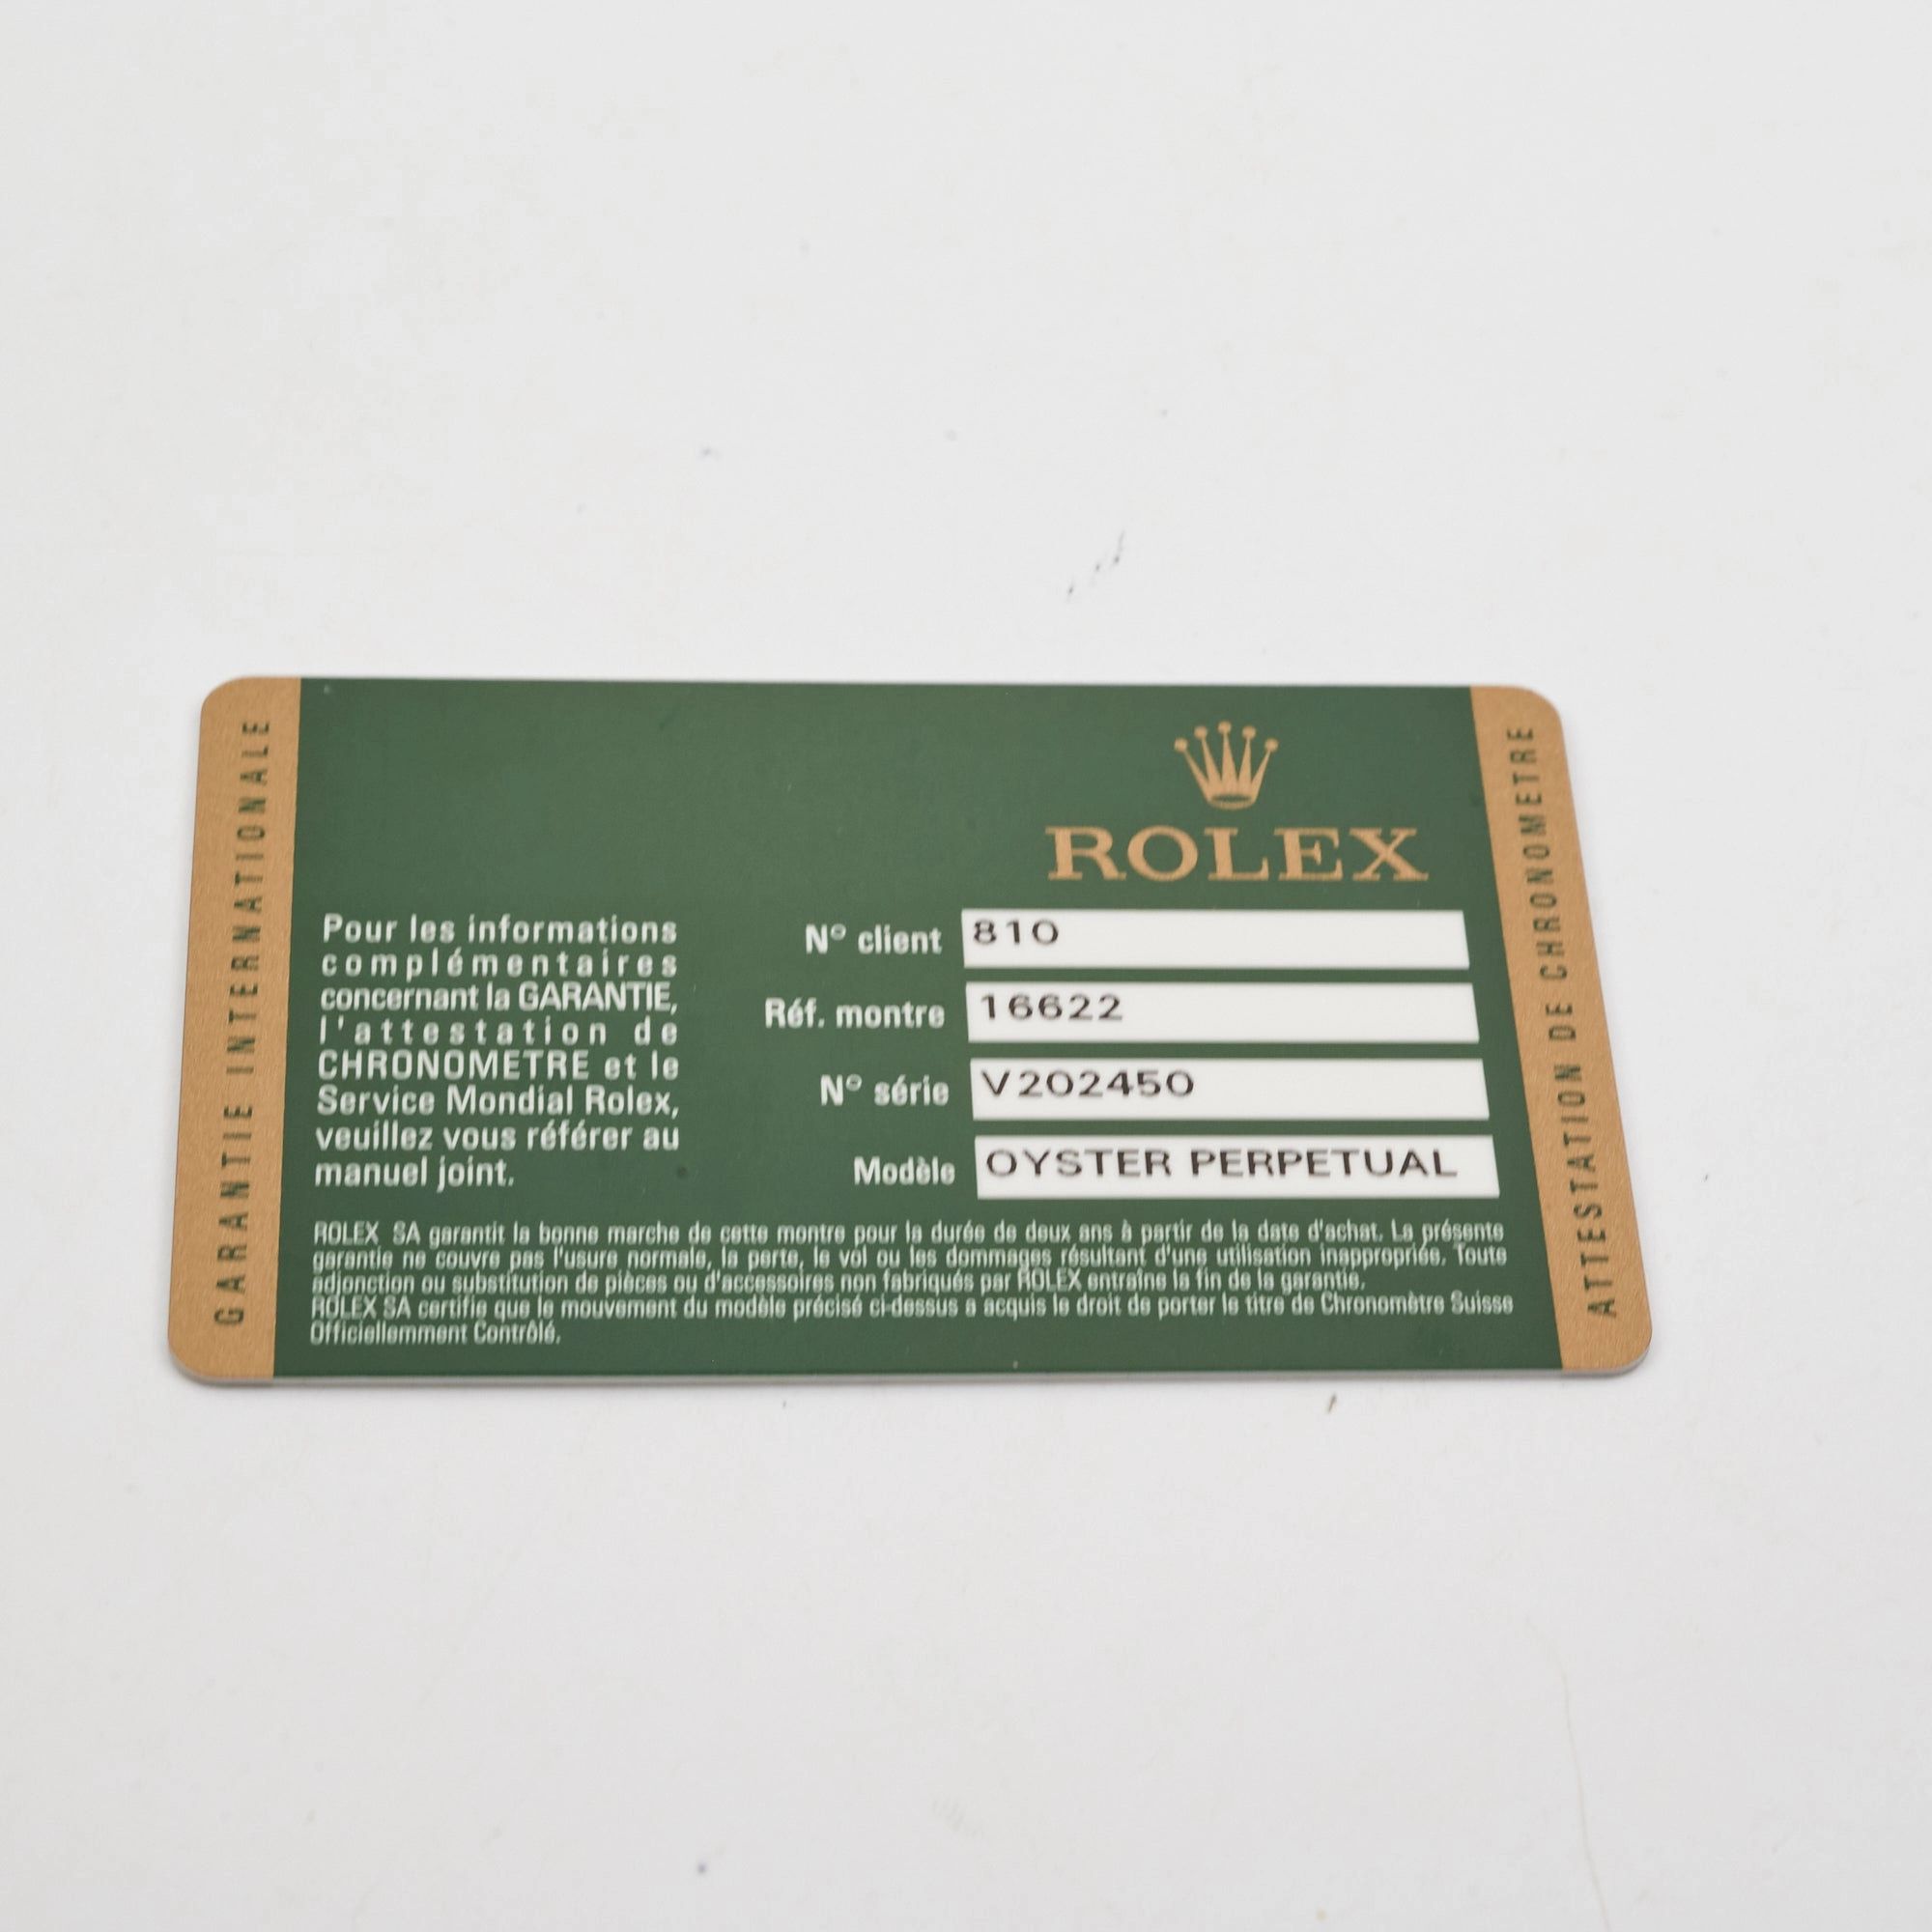 GARANTIE INTERNATIONALE
ROLEX
Pour les informations
complémentaires
concernant la GARANTIE,
l'attestation de
CHRONOMETRE et le
Service Mondial Rolex,
veuillez vous référer au
manuel joint.
N° client 810
Réf. montre 16622
N° série V202450
Modèle OYSTER PERPETUAL
ROLEX SA garantit la bonne marche de cette montre pour la durée de deux ans à partir de la date d'achat. La présente
garantie ne couvre pas l'usure normale, la perte, le vol ou les dommages résultant d'une utilisation inappropriée. Toute
adjonction ou substitution de pièces ou d'accessoires non fabriqués par ROLEX entraîne la fin de la garantie.
ROLEX SA certifie que le mouvement du modèle précisé ci-dessus a acquis le droit de porter le titre de Chronomètre Suisse
Officiellemment Contrôlé.
ATTESTATION DE CHRONOMETRE